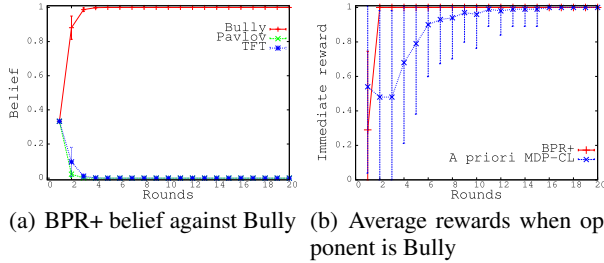 1
0.8
0.6
0.4
0.2
0
Belief
Bully
Pavlov
TFT
0 2 4 6 8 10 12 14 16 18 20
Rounds
1
0.8
0.6
0.4
0.2
0
Immediate reward
BPR+
A priori MDP-CL
0 2 4 6 8 10 12 14 16 18 20
Rounds
(a) BPR+ belief against Bully
(b) Average rewards when op
ponent is Bully